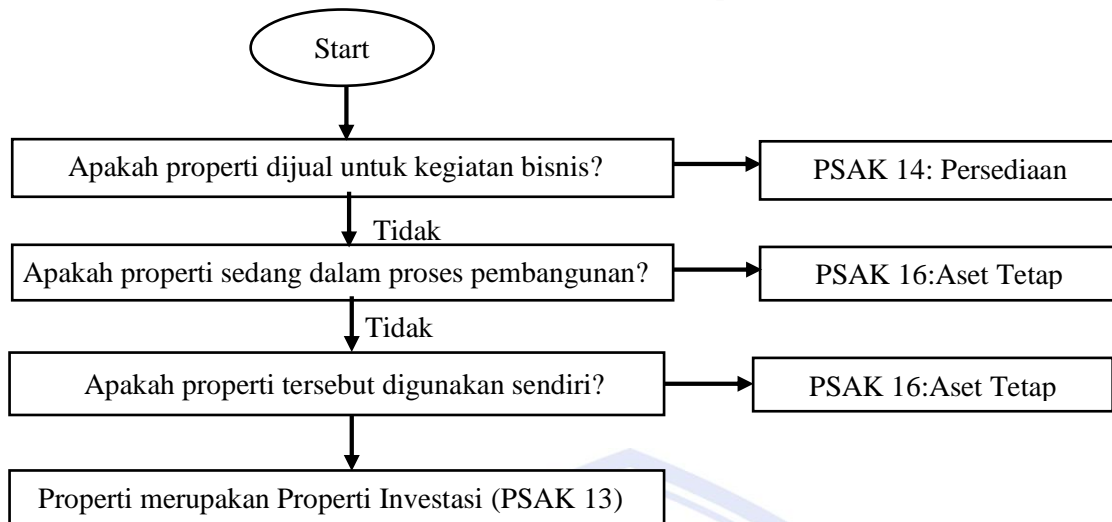 Start
Apakah properti dijual untuk kegiatan bisnis?
PSAK 14: Persediaan
Tidak
Apakah properti sedang dalam proses pembangunan?
PSAK 16:Aset Tetap
Tidak
Apakah properti tersebut digunakan sendiri?
PSAK 16:Aset Tetap
Properti merupakan Properti Investasi (PSAK 13)